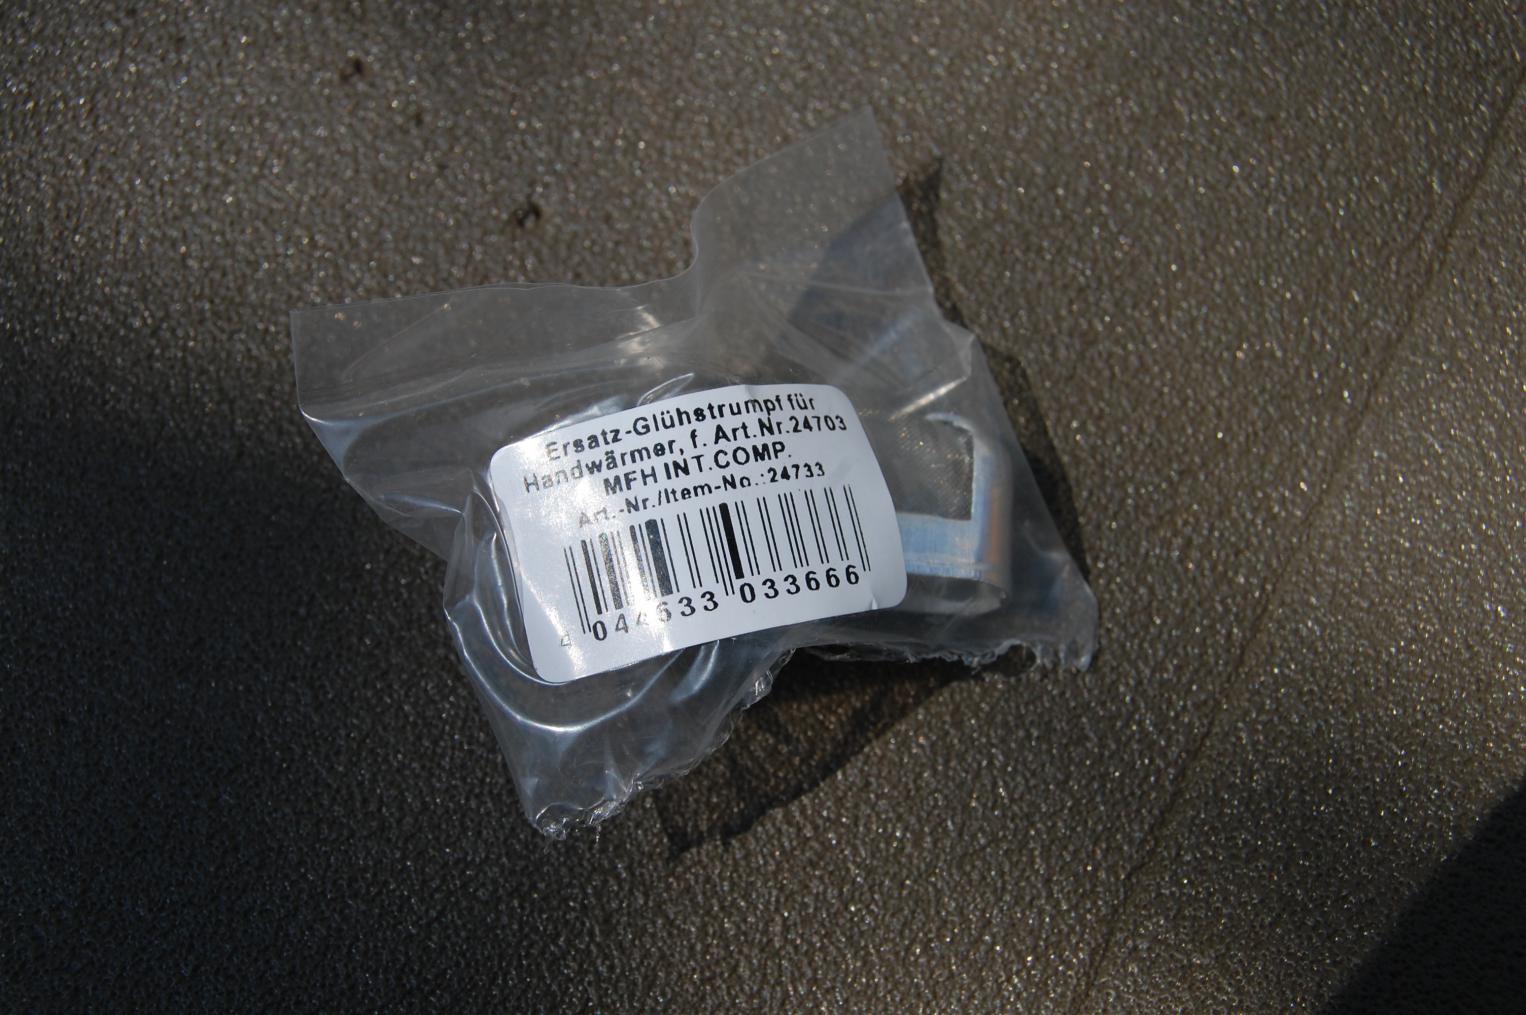 Ersatz-Glühstrumpf für
Handwärmer, f. Art.Nr.24703
MFH INT.COMP.
Art.-Nr./Item-No.:24733
4 044633 033666